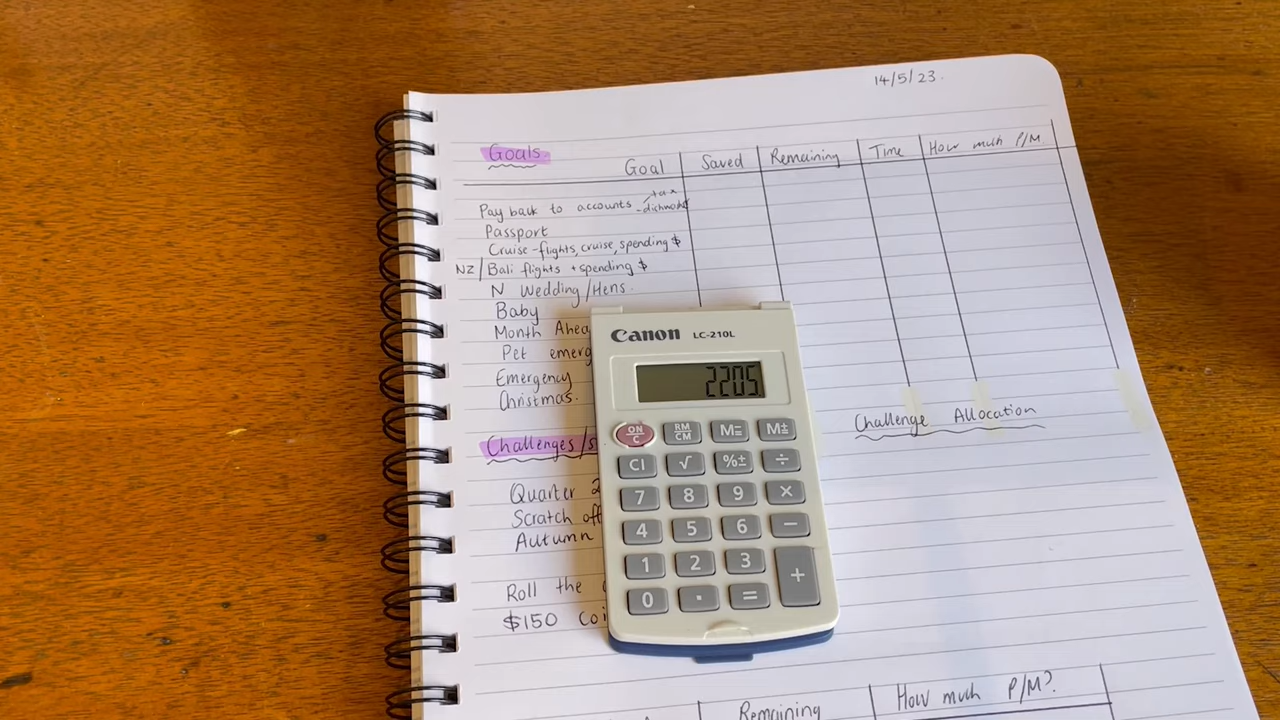 14/5/23.
Goals
Goal Saved Remaining Time How much P/M
Pay back to accounts - tax
Passport
Cruise - flights, cruise, spending $
NZ/Bali flights + spending $
N Wedding/Hens.
Baby
Month
Pet
Emergency
Christmas.
Canon LC-210L
2205
Challenge Allocation
Challenges/
ON/C RM/CM M= M±
CI √ %± ÷
7 8 9 ×
4 5 6 −
1 2 3 +
0 . =
Quarter
Scratch off
Autumn
Roll the
$150
Remaining How much P/M?